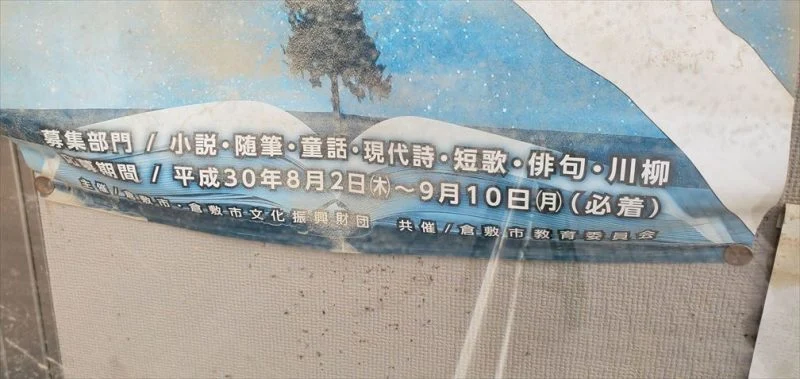 募集部門 / 小説・随筆・童話・現代詩・短歌・俳句・川柳
期間 / 平成30年8月2日㈭～9月10日㈪(必着)
主催/倉敷市・倉敷市文化振興財団 共催/倉敷市教育委員会